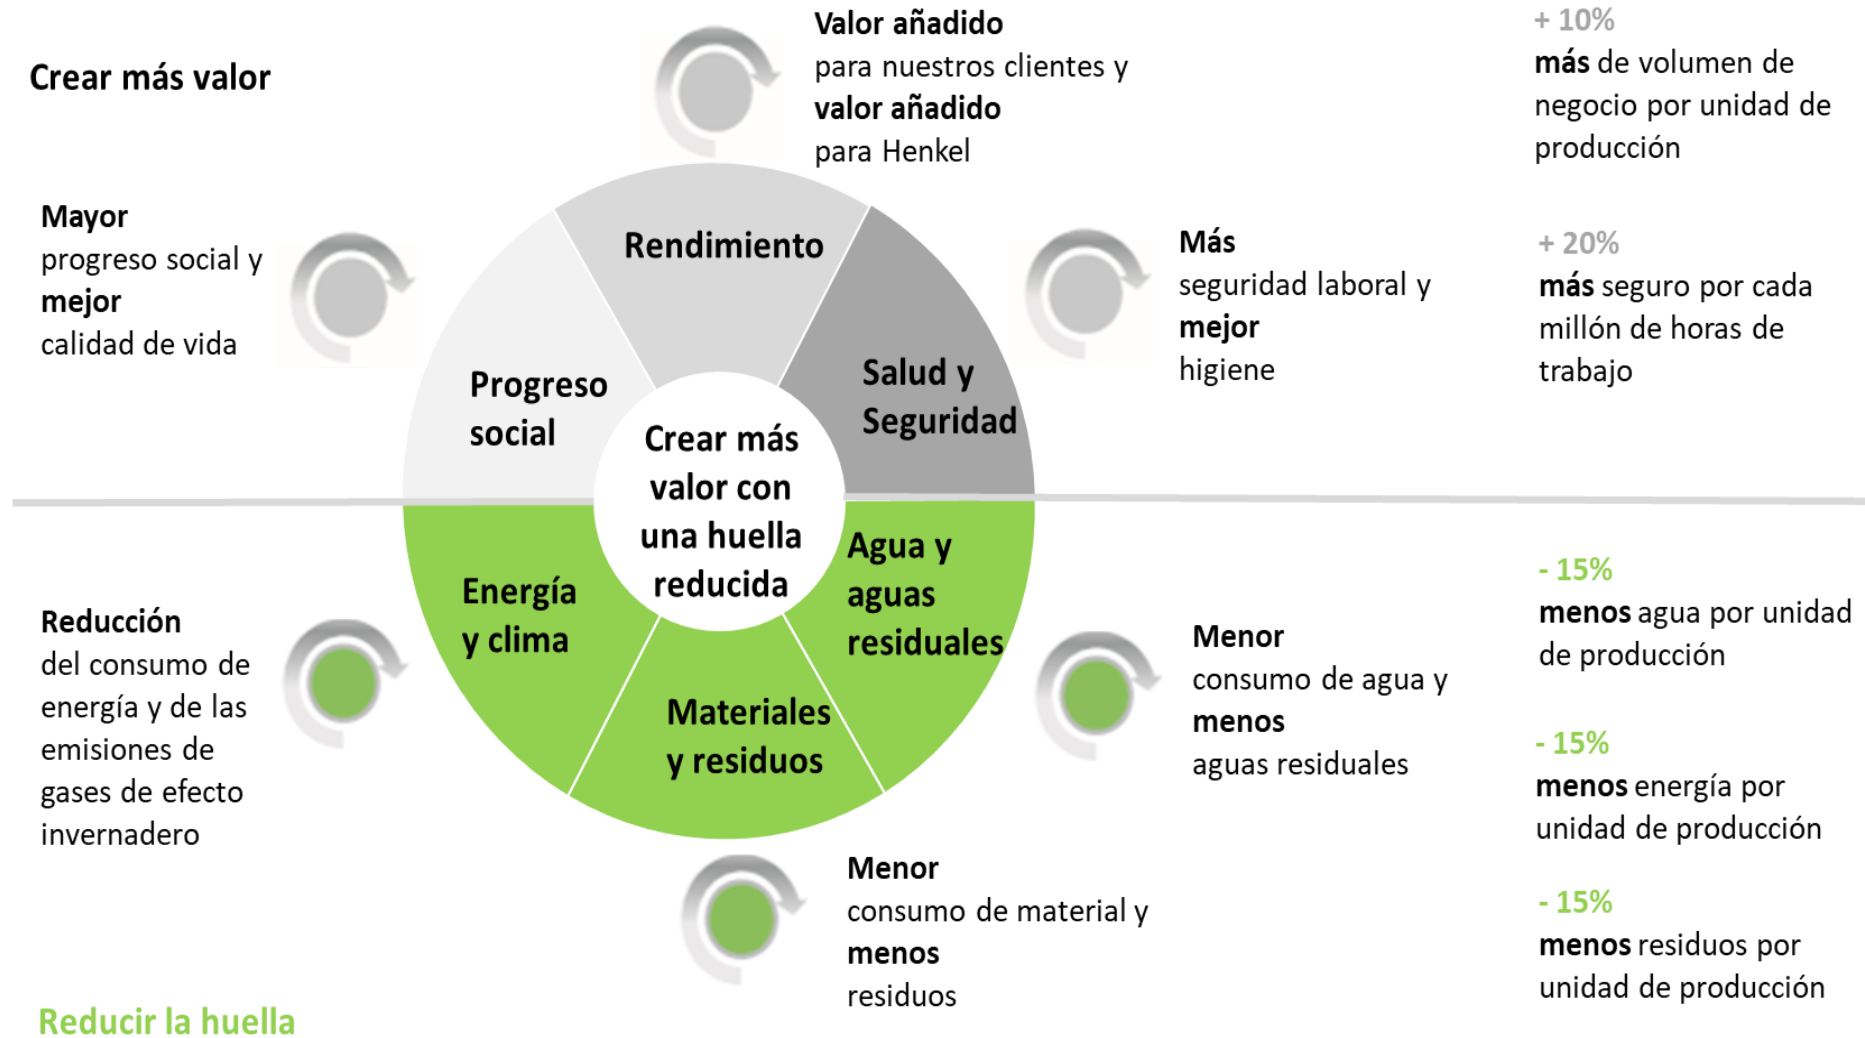 Crear más valor
Valor añadido
para nuestros clientes y
valor añadido
para Henkel
+ 10%
más de volumen de
negocio por unidad de
producción
Mayor
progreso social y
mejor
calidad de vida
Rendimiento
Más
seguridad laboral y
mejor
higiene
+ 20%
más seguro por cada
millón de horas de
trabajo
Progreso
social
Salud y
Seguridad
Crear más
valor con
una huella
reducida
Energía
y clima
Agua y
aguas
residuales
Materiales
y residuos
Reducción
del consumo de
energía y de las
emisiones de
gases de efecto
invernadero
Menor
consumo de agua y
menos
aguas residuales
- 15%
menos agua por unidad
de producción
- 15%
menos energía por
unidad de producción
Menor
consumo de material y
menos
residuos
- 15%
menos residuos por
unidad de producción
Reducir la huella